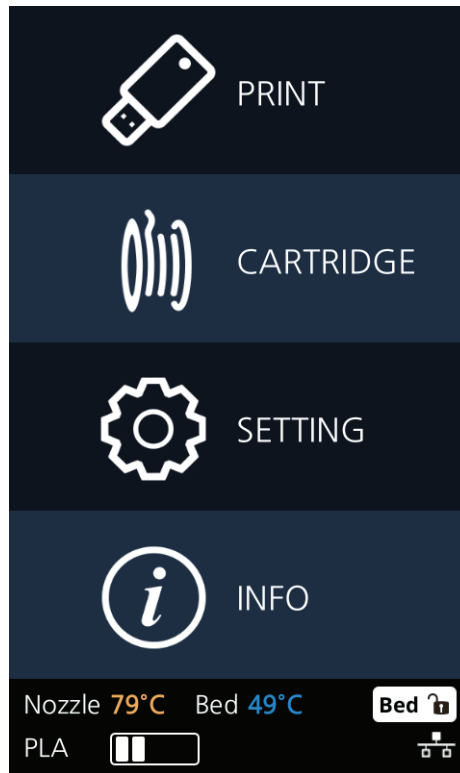 PRINT
CARTRIDGE
SETTING
INFO
Nozzle 79°C Bed 49°C Bed
PLA